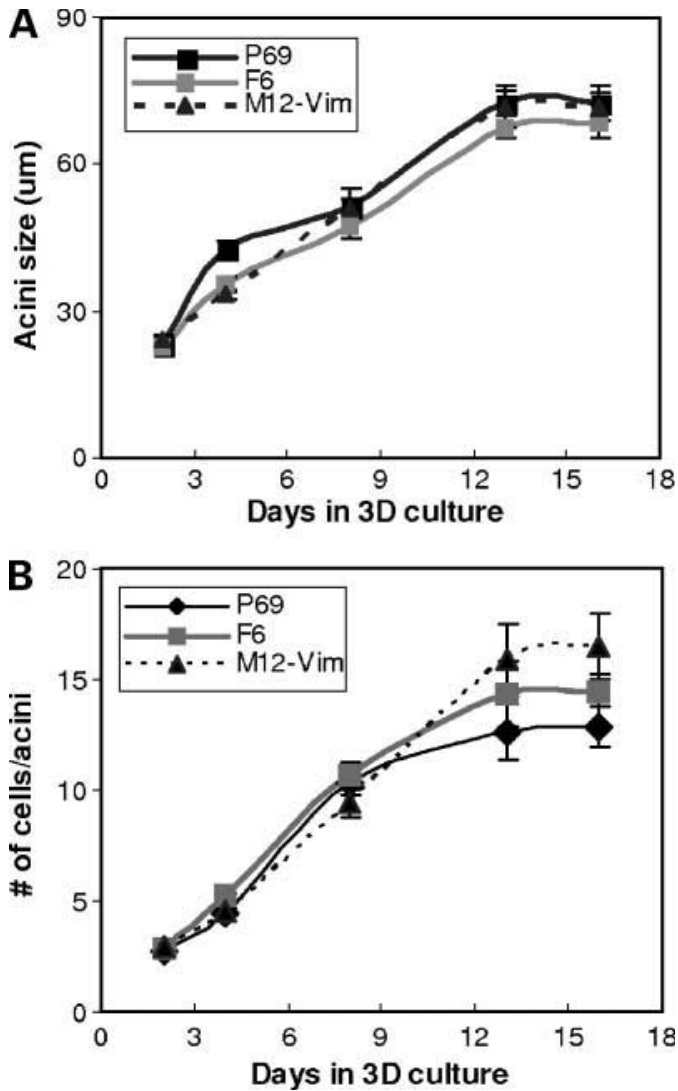 A
90
60
30
0
Acini size (um)
P69
F6
M12-Vim
0 3 6 9 12 15 18
Days in 3D culture
B
20
15
10
5
0
# of cells/acini
P69
F6
M12-Vim
0 3 6 9 12 15 18
Days in 3D culture